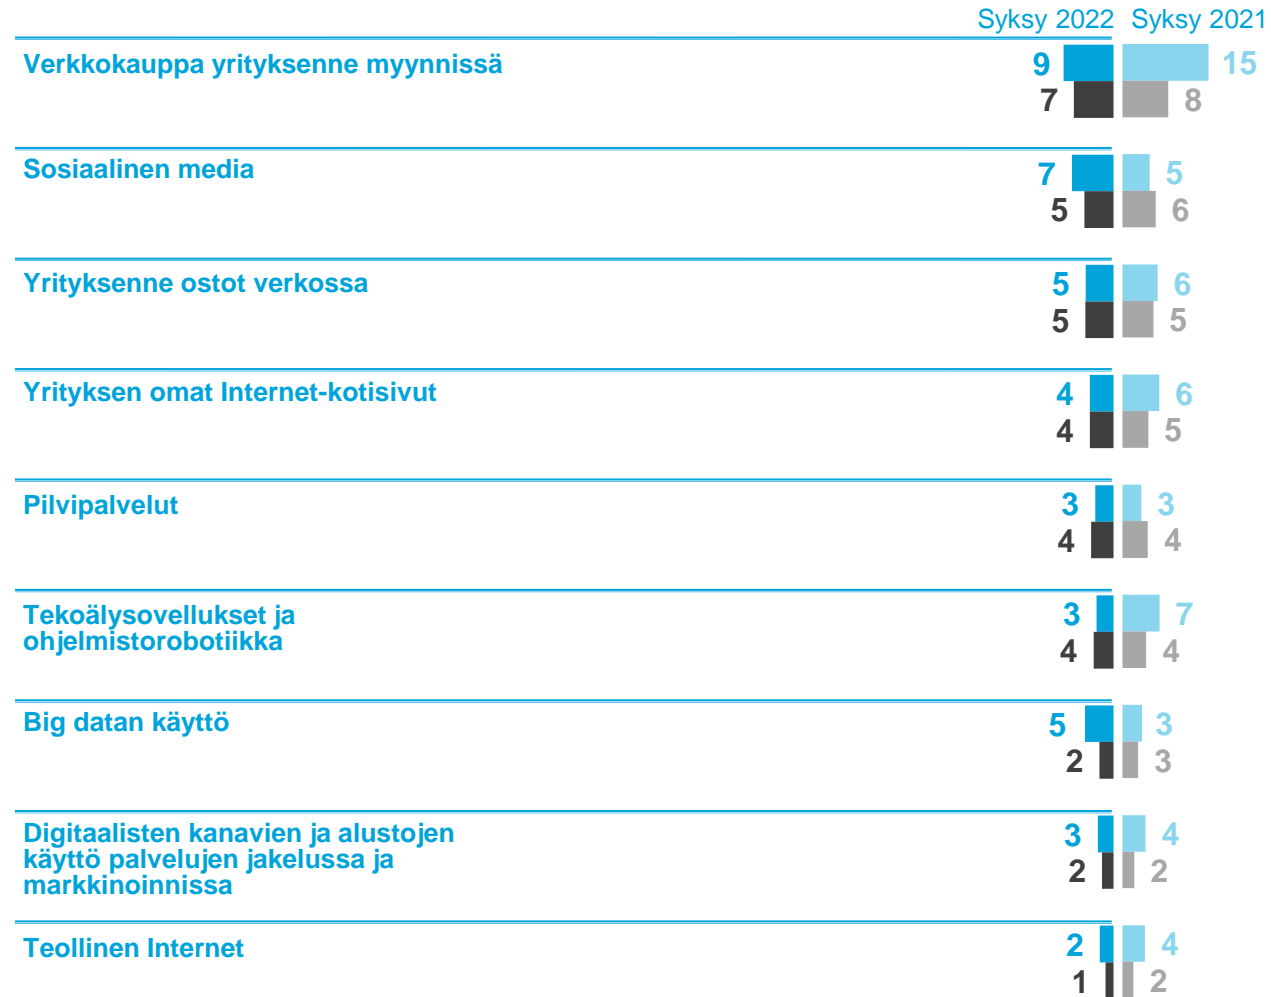 Syksy 2022 Syksy 2021
Verkkokauppa yrityksenne myynnissä
9 15
7 8
Sosiaalinen media
7 5
5 6
Yrityksenne ostot verkossa
5 6
5 5
Yrityksen omat Internet-kotisivut
4 6
4 5
Pilvipalvelut
3 3
4 4
Tekoälysovellukset ja
ohjelmistorobotiikka
3 7
4 4
Big datan käyttö
5 3
2 3
Digitaalisten kanavien ja alustojen
käyttö palvelujen jakelussa ja
markkinoinnissa
3 4
2 2
Teollinen Internet
2 4
1 2